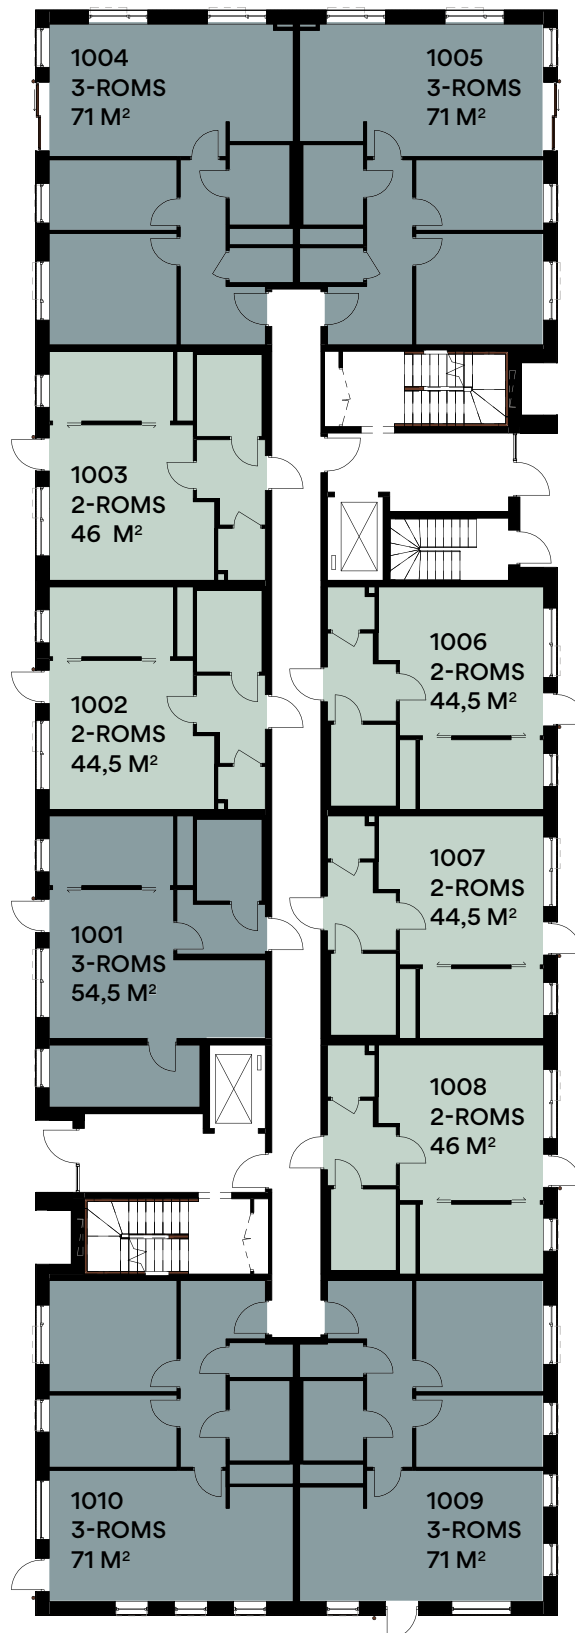 1004
3-ROMS
71 M²
1005
3-ROMS
71 M²
1003
2-ROMS
46 M²
1002
2-ROMS
44,5 M²
1006
2-ROMS
44,5 M²
1007
2-ROMS
44,5 M²
1001
3-ROMS
54,5 M²
1008
2-ROMS
46 M²
1010
3-ROMS
71 M²
1009
3-ROMS
71 M²